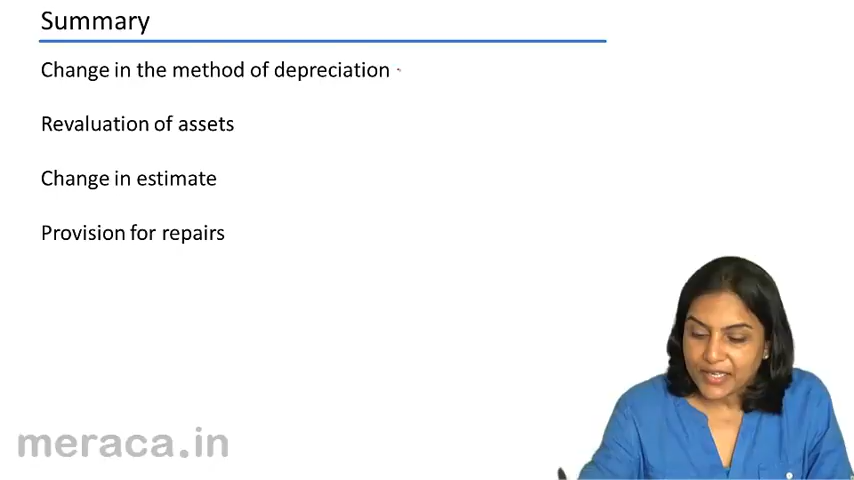 Summary
Change in the method of depreciation
Revaluation of assets
Change in estimate
Provision for repairs
meraca.in